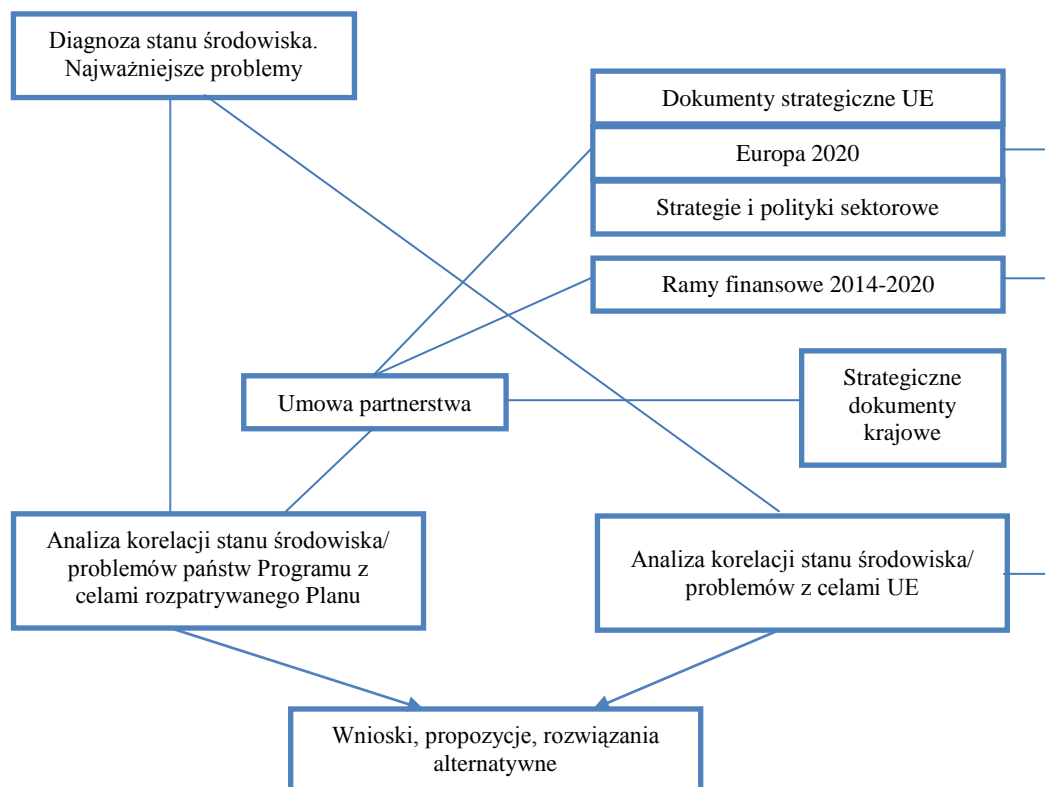 Diagnoza stanu środowiska.
Najważniejsze problemy
Dokumenty strategiczne UE
Europa 2020
Strategie i polityki sektorowe
Ramy finansowe 2014-2020
Umowa partnerstwa
Strategiczne
dokumenty
krajowe
Analiza korelacji stanu środowiska/
problemów państw Programu z
celami rozpatrywanego Planu
Analiza korelacji stanu środowiska/
problemów z celami UE
Wnioski, propozycje, rozwiązania
alternatywne